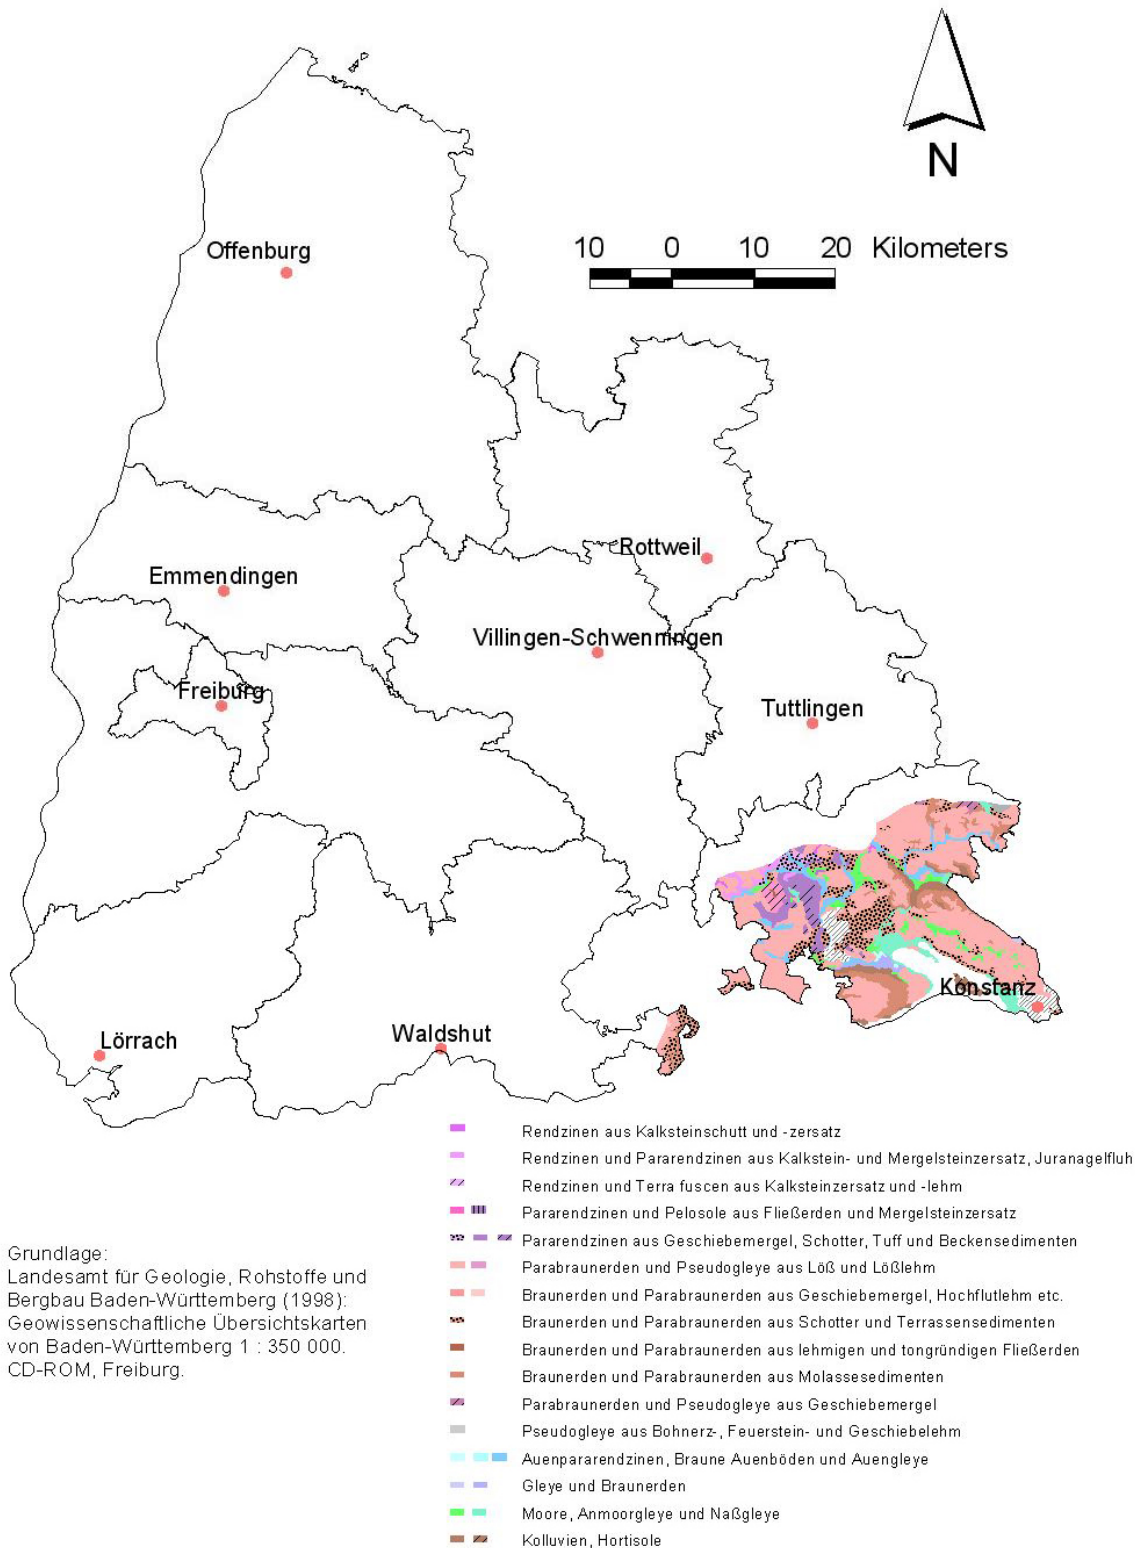 N
10 0 10 20 Kilometers
Offenburg
Rottweil
Emmendingen
Villingen-Schwenningen
Freiburg
Tuttlingen
Konstanz
Waldshut
Lörrach
Rendzinen aus Kalksteinschutt und -zersatz
Rendzinen und Pararendzinen aus Kalkstein- und Mergelsteinzersatz, Juranagelfluh
Rendzinen und Terra fuscen aus Kalksteinzersatz und -lehm
Pararendzinen und Pelosole aus Fließerden und Mergelsteinzersatz
Pararendzinen aus Geschiebemergel, Schotter, Tuff und Beckensedimenten
Parabraunerden und Pseudogleye aus Löß und Lößlehm
Braunerden und Parabraunerden aus Geschiebemergel, Hochflutlehm etc.
Braunerden und Parabraunerden aus Schotter und Terrassensedimenten
Braunerden und Parabraunerden aus lehmigen und tongründigen Fließerden
Braunerden und Parabraunerden aus Molassesedimenten
Parabraunerden und Pseudogleye aus Geschiebemergel
Pseudogleye aus Bohnerz-, Feuerstein- und Geschiebelehm
Auenpararendzinen, Braune Auenböden und Auengleye
Gleye und Braunerden
Moore, Anmoorgleye und Naßgleye
Kolluvien, Hortisole
Grundlage:
Landesamt für Geologie, Rohstoffe und
Bergbau Baden-Württemberg (1998):
Geowissenschaftliche Übersichtskarten
von Baden-Württemberg 1 : 350 000.
CD-ROM, Freiburg.